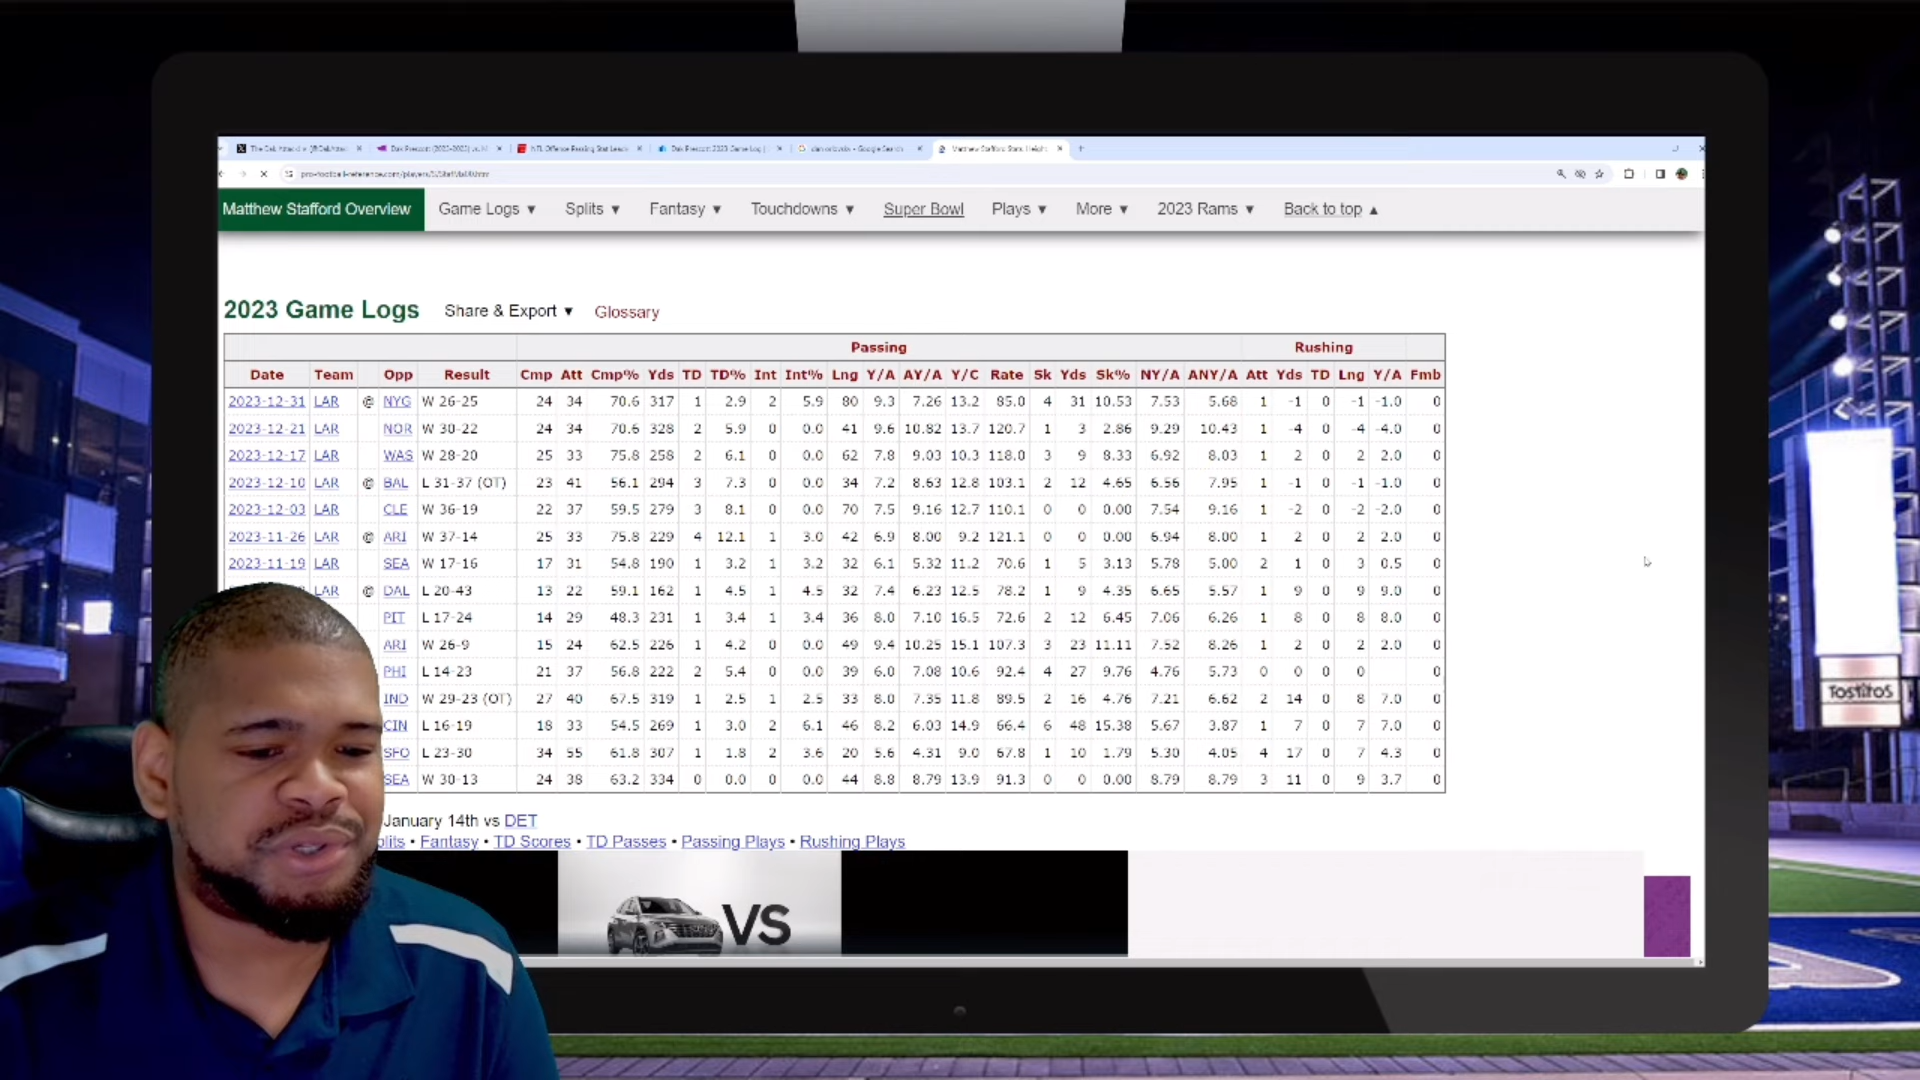 The Dak Attack
Dak Prescott (2023-2023) vs. N
NFL Offense Passing Stat Leade
Dak Prescott 2023 Game Log |
dan orlovsky - Google Search
Matthew Stafford Stats, Height
pro-football-reference.com/players/S/StafMa00.htm
Matthew Stafford Overview Game Logs ▼ Splits ▼ Fantasy ▼ Touchdowns ▼ Super Bowl Plays ▼ More ▼ 2023 Rams ▼ Back to top ▲
2023 Game Logs Share & Export ▼ Glossary
Passing Rushing
Date Team Opp Result Cmp Att Cmp% Yds TD TD% Int Int% Lng Y/A AY/A Y/C Rate Sk Yds Sk% NY/A ANY/A Att Yds TD Lng Y/A Fmb
2023-12-31 LAR @ NYG W 26-25 24 34 70.6 317 1 2.9 2 5.9 80 9.3 7.26 13.2 85.0 4 31 10.53 7.53 5.68 1 -1 0 -1 -1.0 0
2023-12-21 LAR NOR W 30-22 24 34 70.6 328 2 5.9 0 0.0 41 9.6 10.82 13.7 120.7 1 3 2.86 9.29 10.43 1 -4 0 -4 -4.0 0
2023-12-17 LAR WAS W 28-20 25 33 75.8 258 2 6.1 0 0.0 62 7.8 9.03 10.3 118.0 3 9 8.33 6.92 8.03 1 2 0 2 2.0 0
2023-12-10 LAR @ BAL L 31-37 (OT) 23 41 56.1 294 3 7.3 0 0.0 34 7.2 8.63 12.8 103.1 2 12 4.65 6.56 7.95 1 -1 0 -1 -1.0 0
2023-12-03 LAR CLE W 36-19 22 37 59.5 279 3 8.1 0 0.0 70 7.5 9.16 12.7 110.1 0 0 0.00 7.54 9.16 1 -2 0 -2 -2.0 0
2023-11-26 LAR @ ARI W 37-14 25 33 75.8 229 4 12.1 1 3.0 42 6.9 8.00 9.2 121.1 0 0 0.00 6.94 8.00 1 2 0 2 2.0 0
2023-11-19 LAR SEA W 17-16 17 31 54.8 190 1 3.2 1 3.2 32 6.1 5.32 11.2 70.6 1 5 3.13 5.78 5.00 2 1 0 3 0.5 0
LAR @ DAL L 20-43 13 22 59.1 162 1 4.5 1 4.5 32 7.4 6.23 12.5 78.2 1 9 4.35 6.65 5.57 1 9 0 9 9.0 0
PIT L 17-24 14 29 48.3 231 1 3.4 1 3.4 36 8.0 7.10 16.5 72.6 2 12 6.45 7.06 6.26 1 8 0 8 8.0 0
ARI W 26-9 15 24 62.5 226 1 4.2 0 0.0 49 9.4 10.25 15.1 107.3 3 23 11.11 7.52 8.26 1 2 0 2 2.0 0
PHI L 14-23 21 37 56.8 222 2 5.4 0 0.0 39 6.0 7.08 10.6 92.4 4 27 9.76 4.76 5.73 0 0 0 0 0
IND W 29-23 (OT) 27 40 67.5 319 1 2.5 1 2.5 33 8.0 7.35 11.8 89.5 2 16 4.76 7.21 6.62 2 14 0 8 7.0 0
CIN L 16-19 18 33 54.5 269 1 3.0 2 6.1 46 8.2 6.03 14.9 66.4 6 48 15.38 5.67 3.87 1 7 0 7 7.0 0
SFO L 23-30 34 55 61.8 307 1 1.8 2 3.6 20 5.6 4.31 9.0 67.8 1 10 1.79 5.30 4.05 4 17 0 7 4.3 0
SEA W 30-13 24 38 63.2 334 0 0.0 0 0.0 44 8.8 8.79 13.9 91.3 0 0 0.00 8.79 8.79 3 11 0 9 3.7 0
January 14th vs DET
plits • Fantasy • TD Scores • TD Passes • Passing Plays • Rushing Plays
VS
TOSTITOS